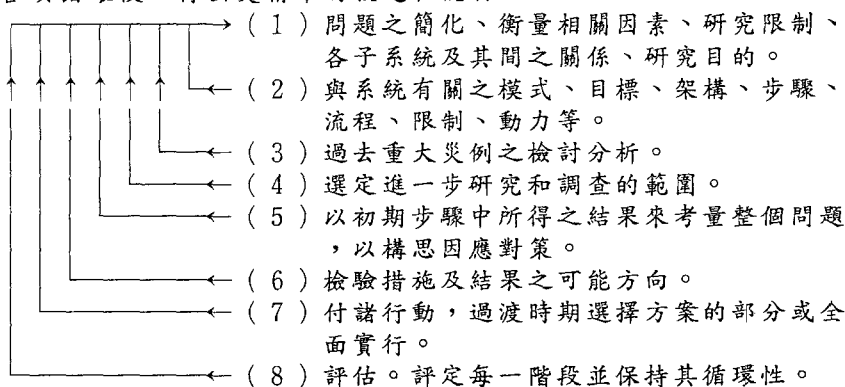 (1)問題之簡化、衡量相關因素、研究限制、
各子系統及其間之關係、研究目的。
(2)與系統有關之模式、目標、架構、步驟、
流程、限制、動力等。
(3)過去重大災例之檢討分析。
(4)選定進一步研究和調查的範圍。
(5)以初期步驟中所得之結果來考量整個問題
，以構思因應對策。
(6)檢驗措施及結果之可能方向。
(7)付諸行動，過渡時期選擇方案的部分或全
面實行。
(8)評估。評定每一階段並保持其循環性。